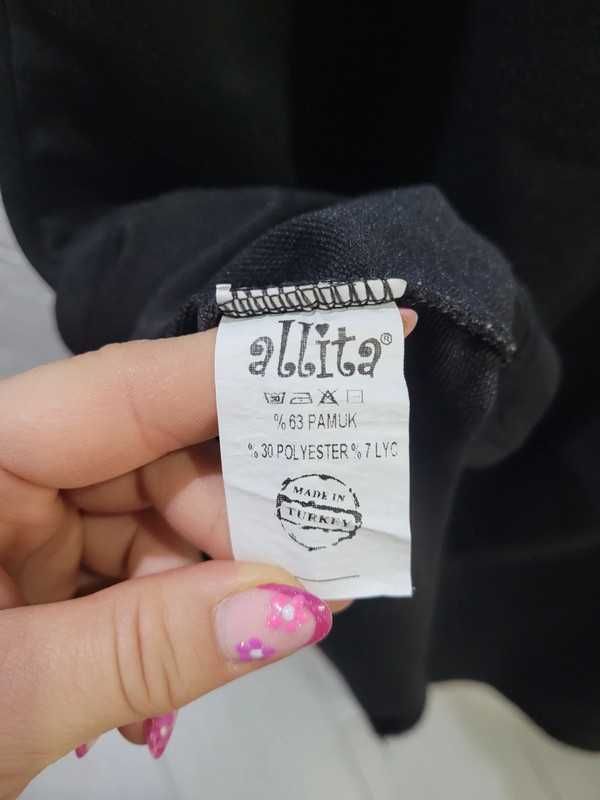 allita®
%63 PAMUK
%30 POLYESTER %7 LYC
MADE IN
TURKEY